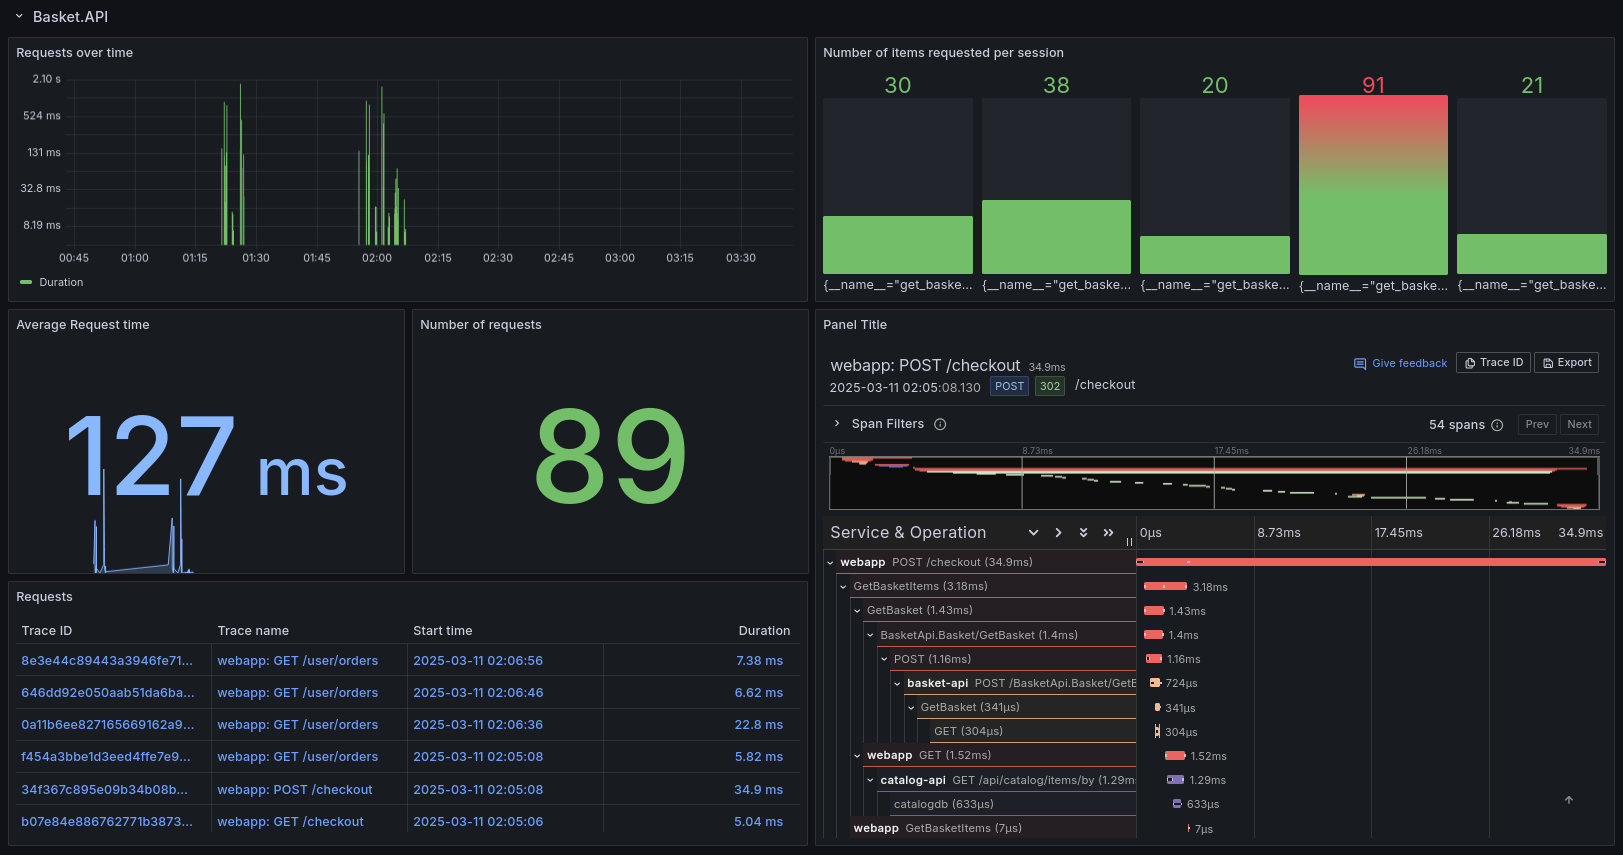 Basket.API
Requests over time
2.10 s
524 ms
131 ms
32.8 ms
8.19 ms
00:45 01:00 01:15 01:30 01:45 02:00 02:15 02:30 02:45 03:00 03:15 03:30
Duration
Number of items requested per session
30 38 20 91 21
{__name__="get_baske... {__name__="get_baske... {__name__="get_baske... {__name__="get_baske... {__name__="get_baske...
Average Request time
127 ms
Number of requests
89
Requests
Trace ID Trace name Start time Duration
8e3e44c89443a3946fe71... webapp: GET /user/orders 2025-03-11 02:06:56 7.38 ms
646dd92e050aab51da6ba... webapp: GET /user/orders 2025-03-11 02:06:46 6.62 ms
0a11b6ee827165669162a9... webapp: GET /user/orders 2025-03-11 02:06:36 22.8 ms
f454a3bbe1d3eed4ffe7e9... webapp: GET /user/orders 2025-03-11 02:05:08 5.82 ms
34f367c895e09b34b08b... webapp: POST /checkout 2025-03-11 02:05:08 34.9 ms
b07e84e886762771b3873... webapp: GET /checkout 2025-03-11 02:05:06 5.04 ms
Panel Title
webapp: POST /checkout 34.9ms
Give feedback Trace ID Export
2025-03-11 02:05:08.130 POST 302 /checkout
Span Filters 54 spans Prev Next
0µs 8.73ms 17.45ms 26.18ms 34.9ms
Service & Operation 0µs 8.73ms 17.45ms 26.18ms 34.9ms
webapp POST /checkout (34.9ms)
GetBasketItems (3.18ms) 3.18ms
GetBasket (1.43ms) 1.43ms
BasketApi.Basket/GetBasket (1.4ms) 1.4ms
POST (1.16ms) 1.16ms
basket-api POST /BasketApi.Basket/GetB 724µs
GetBasket (341µs) 341µs
GET (304µs) 304µs
webapp GET (1.52ms) 1.52ms
catalog-api GET /api/catalog/items/by (1.29ms 1.29ms
catalogdb (633µs) 633µs
webapp GetBasketItems (7µs) 7µs